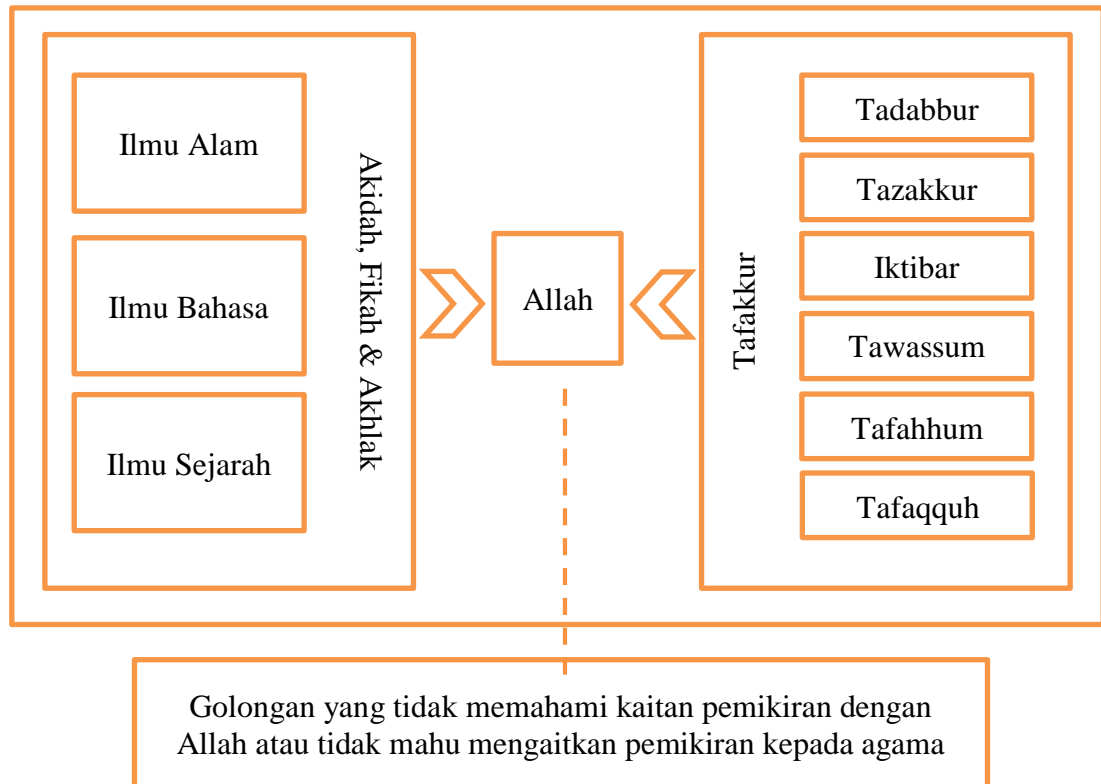 Ilmu Alam
Ilmu Bahasa
Ilmu Sejarah
Akidah, Fikah & Akhlak
Allah
Tafakkur
Tadabbur
Tazakkur
Iktibar
Tawassum
Tafahhum
Tafaqquh
Golongan yang tidak memahami kaitan pemikiran dengan
Allah atau tidak mahu mengaitkan pemikiran kepada agama